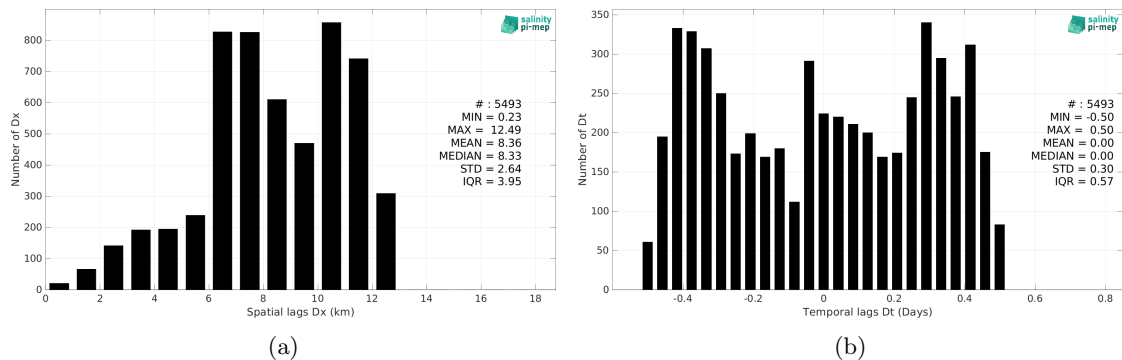 salinity
pi-mep
Number of Dx
800
700
600
500
400
300
200
100
0
# : 5493
MIN = 0.23
MAX = 12.49
MEAN = 8.36
MEDIAN = 8.33
STD = 2.64
IQR = 3.95
0 2 4 6 8 10 12 14 16 18
Spatial lags Dx (km)
(a)
salinity
pi-mep
Number of Dt
350
300
250
200
150
100
50
0
# : 5493
MIN = -0.50
MAX = 0.50
MEAN = 0.00
MEDIAN = 0.00
STD = 0.30
IQR = 0.57
-0.4 -0.2 0 0.2 0.4 0.6 0.8
Temporal lags Dt (Days)
(b)